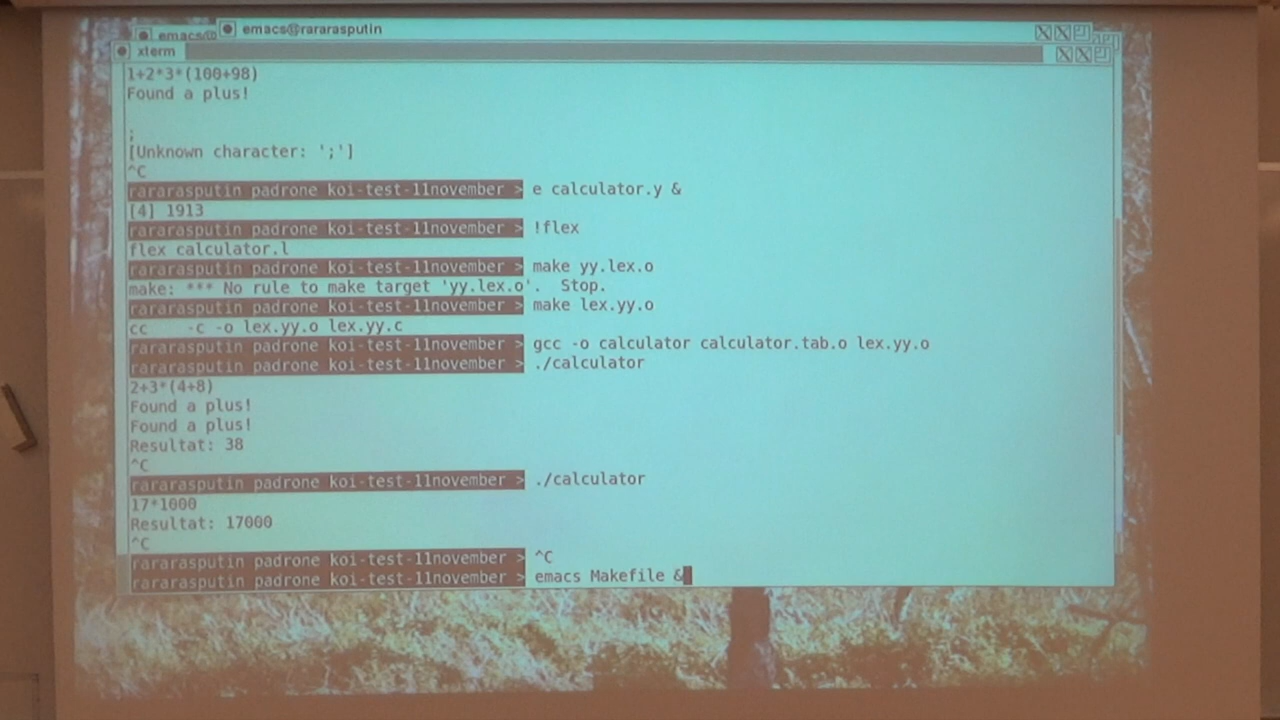 emacs@
emacs@rararasputin
xterm
1+2*3*(100+98)
Found a plus!
;
[Unknown character: ';']
^C
rararasputin padrone koi-test-11november > e calculator.y &
[4] 1913
rararasputin padrone koi-test-11november > !flex
flex calculator.l
rararasputin padrone koi-test-11november > make yy.lex.o
make: *** No rule to make target 'yy.lex.o'.  Stop.
rararasputin padrone koi-test-11november > make lex.yy.o
cc    -c -o lex.yy.o lex.yy.c
rararasputin padrone koi-test-11november > gcc -o calculator calculator.tab.o lex.yy.o
rararasputin padrone koi-test-11november > ./calculator
2+3*(4+8)
Found a plus!
Found a plus!
Resultat: 38
^C
rararasputin padrone koi-test-11november > ./calculator
17*1000
Resultat: 17000
^C
rararasputin padrone koi-test-11november > ^C
rararasputin padrone koi-test-11november > emacs Makefile &